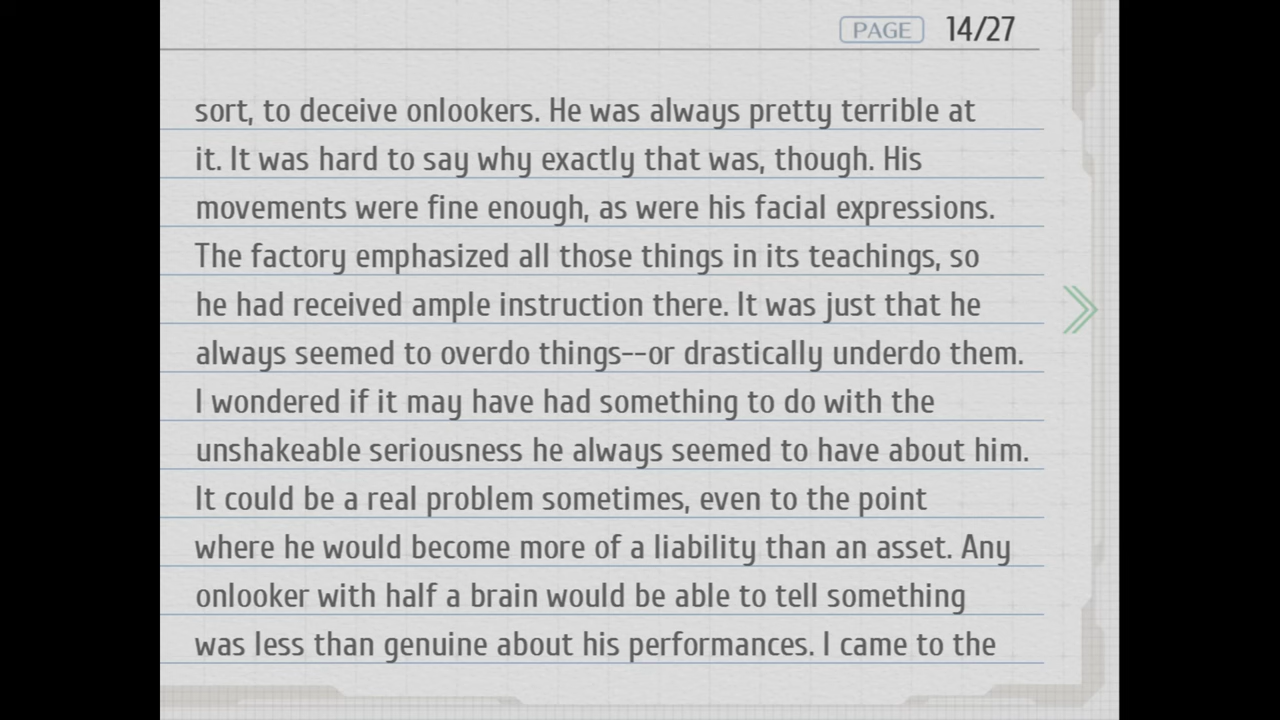 PAGE 14/27
sort, to deceive onlookers. He was always pretty terrible at
it. It was hard to say why exactly that was, though. His
movements were fine enough, as were his facial expressions.
The factory emphasized all those things in its teachings, so
he had received ample instruction there. It was just that he
always seemed to overdo things--or drastically underdo them.
I wondered if it may have had something to do with the
unshakeable seriousness he always seemed to have about him.
It could be a real problem sometimes, even to the point
where he would become more of a liability than an asset. Any
onlooker with half a brain would be able to tell something
was less than genuine about his performances. I came to the